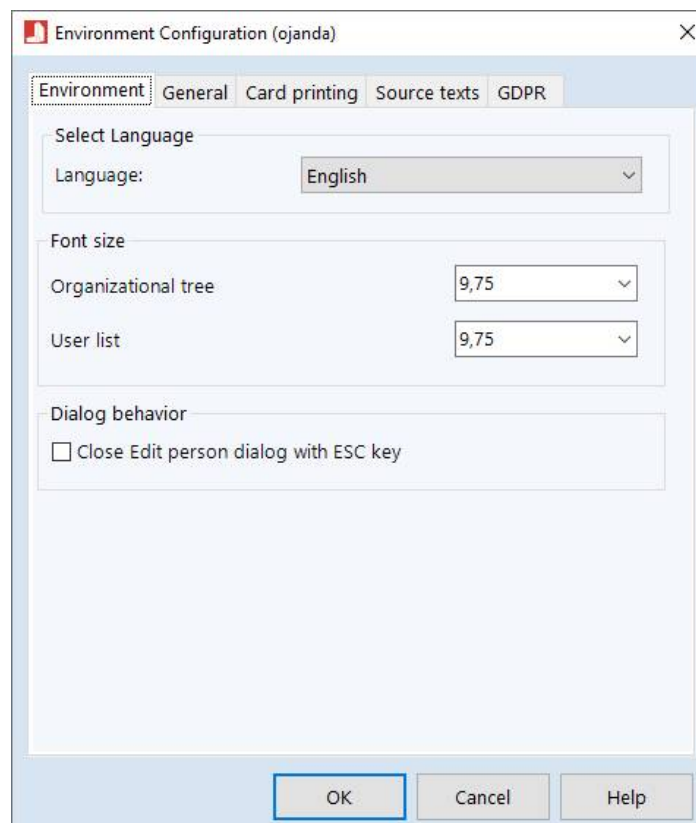 Environment Configuration (ojanda)
Environment General Card printing Source texts GDPR
Select Language
Language: English
Font size
Organizational tree 9,75
User list 9,75
Dialog behavior
Close Edit person dialog with ESC key
OK Cancel Help